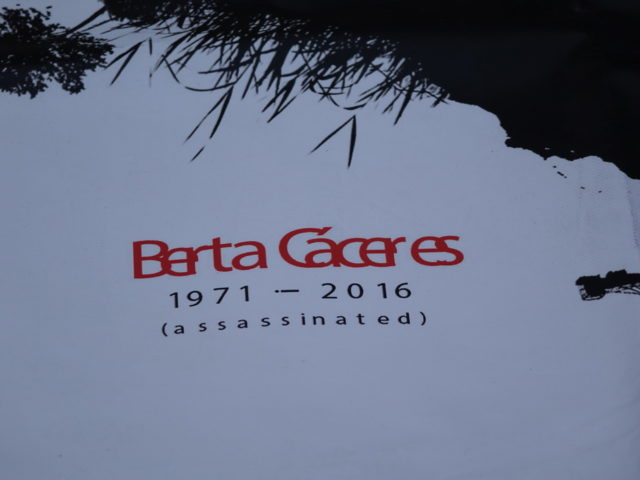 Berta Cáceres
1971 - 2016
(assassinated)